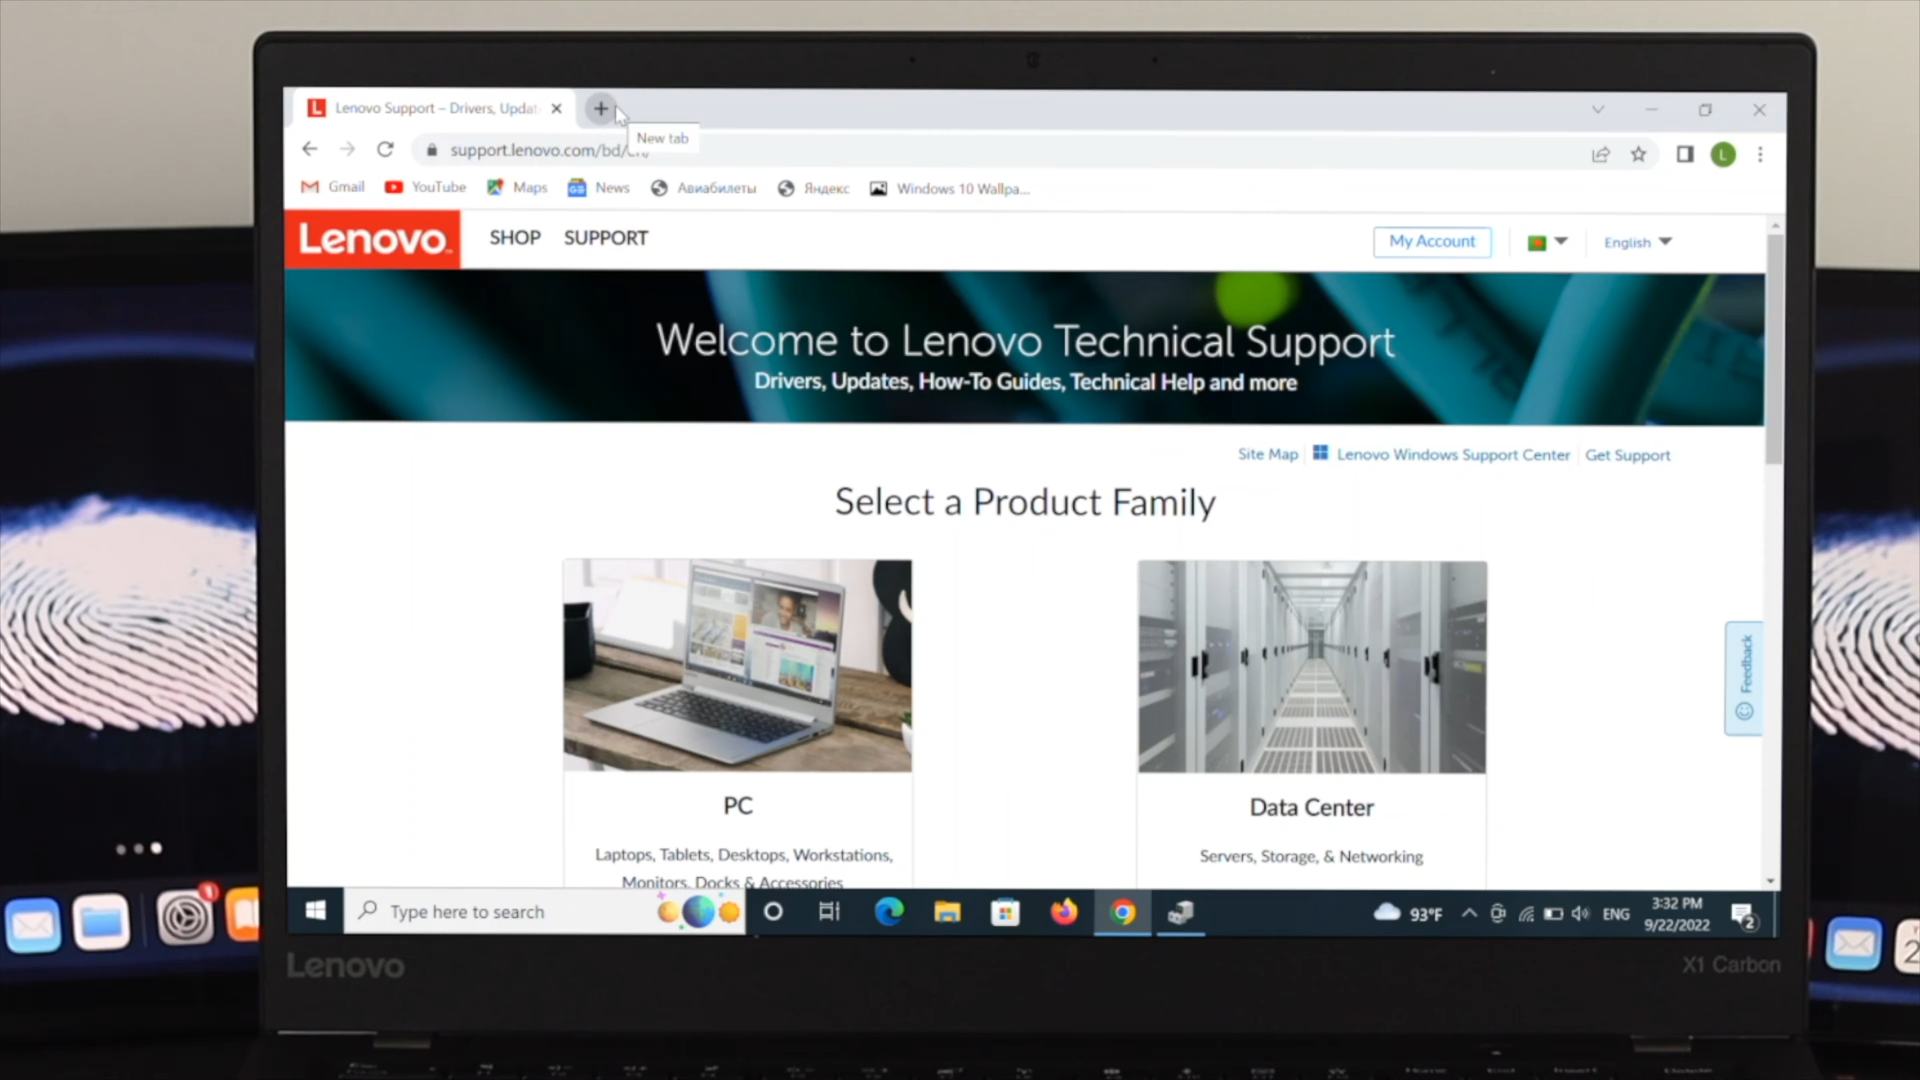 Lenovo Support – Drivers, Updat
New tab
support.lenovo.com/bd/en/
Gmail YouTube Maps News Авиабилеты Яндекс Windows 10 Wallpa...
Lenovo SHOP SUPPORT My Account English
Welcome to Lenovo Technical Support
Drivers, Updates, How-To Guides, Technical Help and more
Site Map Lenovo Windows Support Center Get Support
Select a Product Family
Feedback
PC Data Center
Laptops, Tablets, Desktops, Workstations, Servers, Storage, & Networking
Monitors, Docks & Accessories
Type here to search 93°F ENG 3:32 PM
9/22/2022 2
Lenovo X1 Carbon